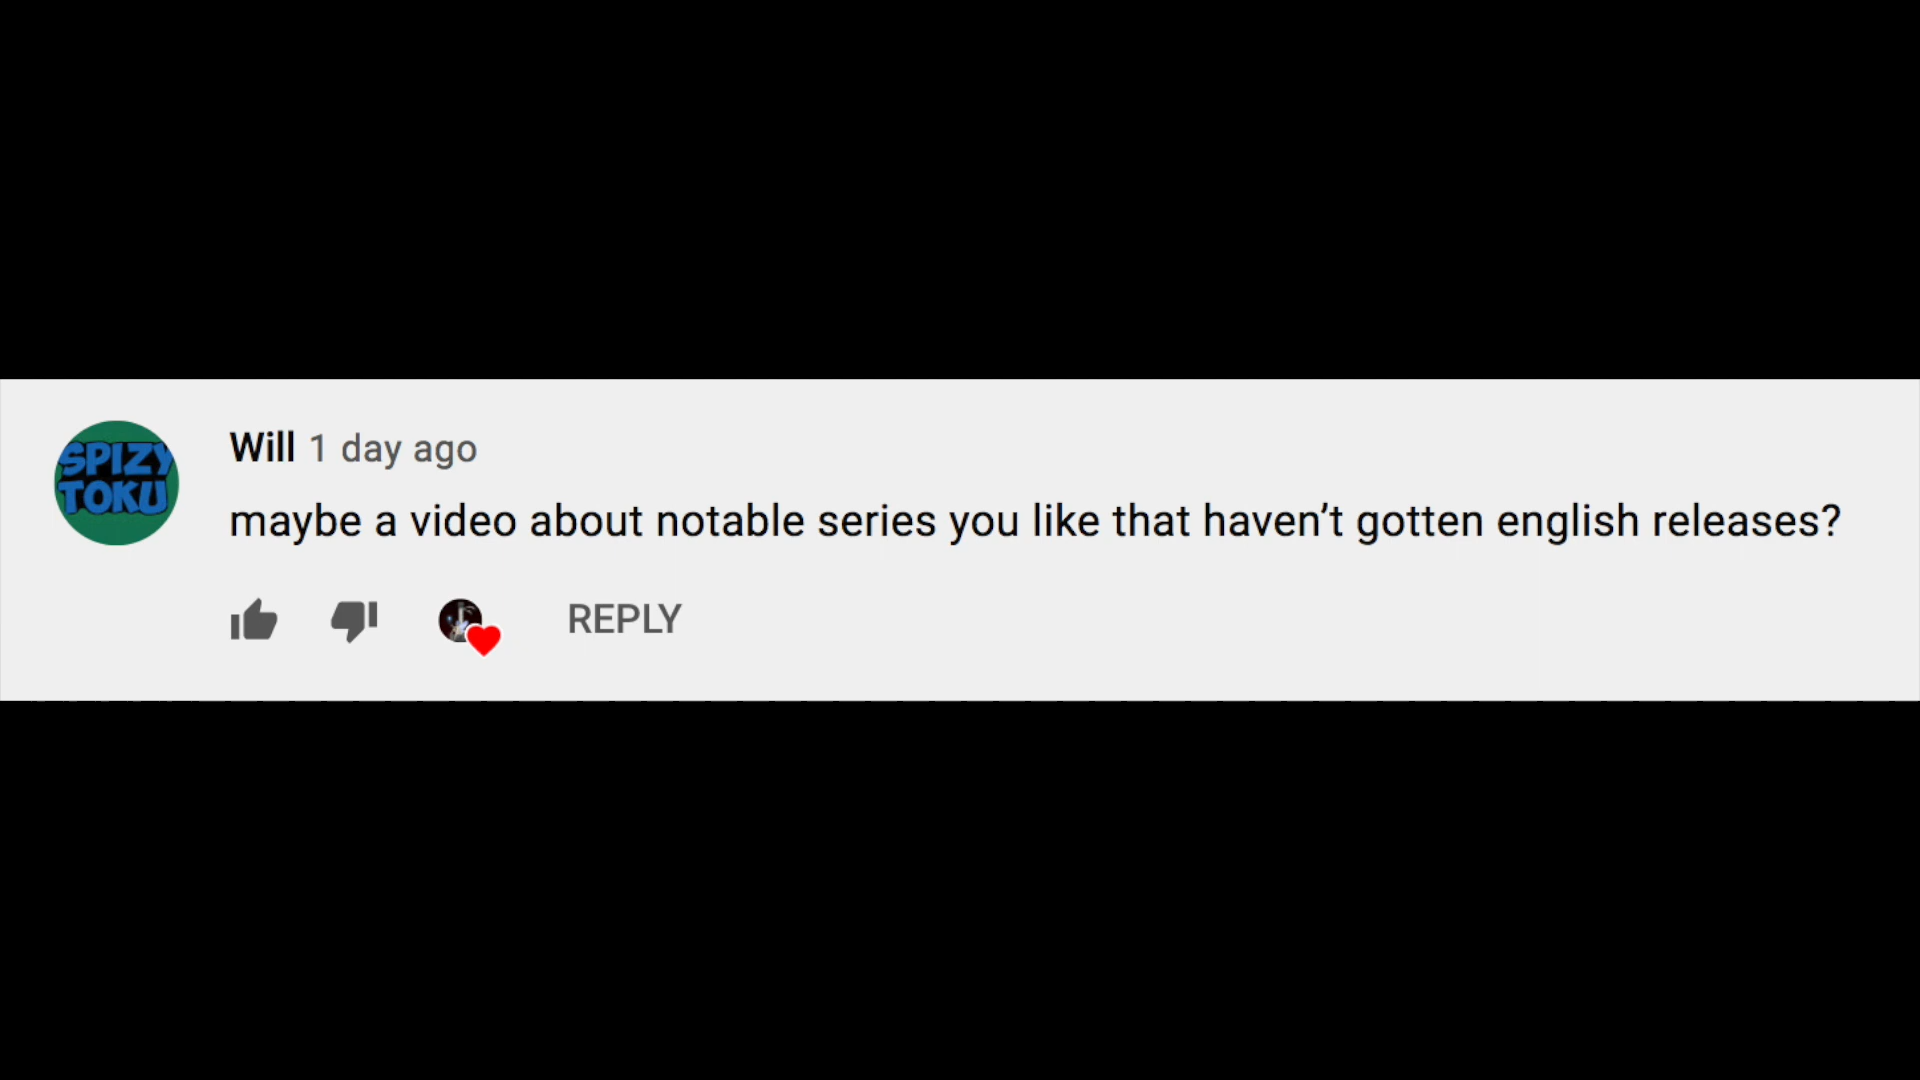 SPIZY
TOKU
Will 1 day ago
maybe a video about notable series you like that haven’t gotten english releases?
REPLY